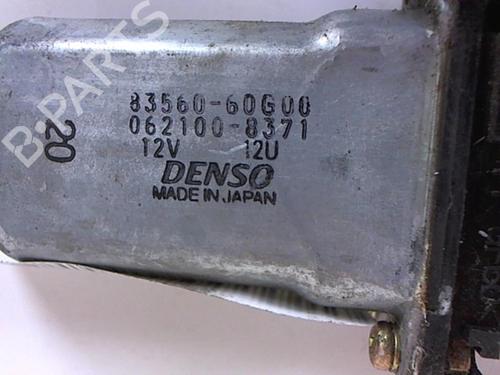 B-PARTS
83560-60G00
062100-8371
12V 12U
DENSO
MADE IN JAPAN
20